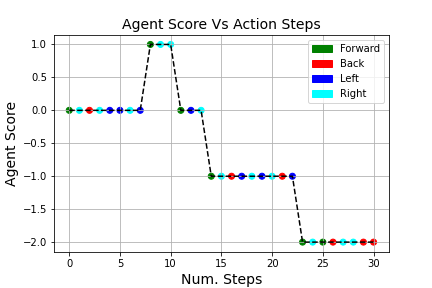 Agent Score Vs Action Steps
1.0
0.5
0.0
−0.5
−1.0
−1.5
−2.0
Agent Score
Forward
Back
Left
Right
0 5 10 15 20 25 30
Num. Steps